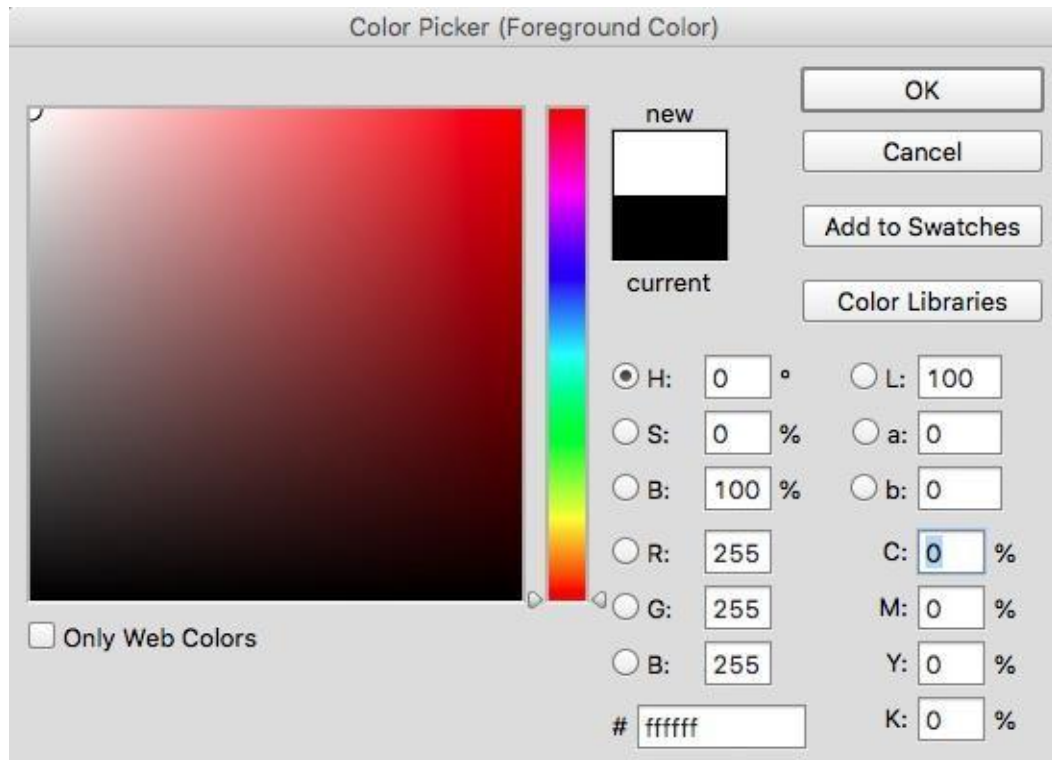 Color Picker (Foreground Color)
new
current
OK
Cancel
Add to Swatches
Color Libraries
H: 0 °
S: 0 %
B: 100 %
R: 255
G: 255
B: 255
# ffffff
L: 100
a: 0
b: 0
C: 0 %
M: 0 %
Y: 0 %
K: 0 %
Only Web Colors